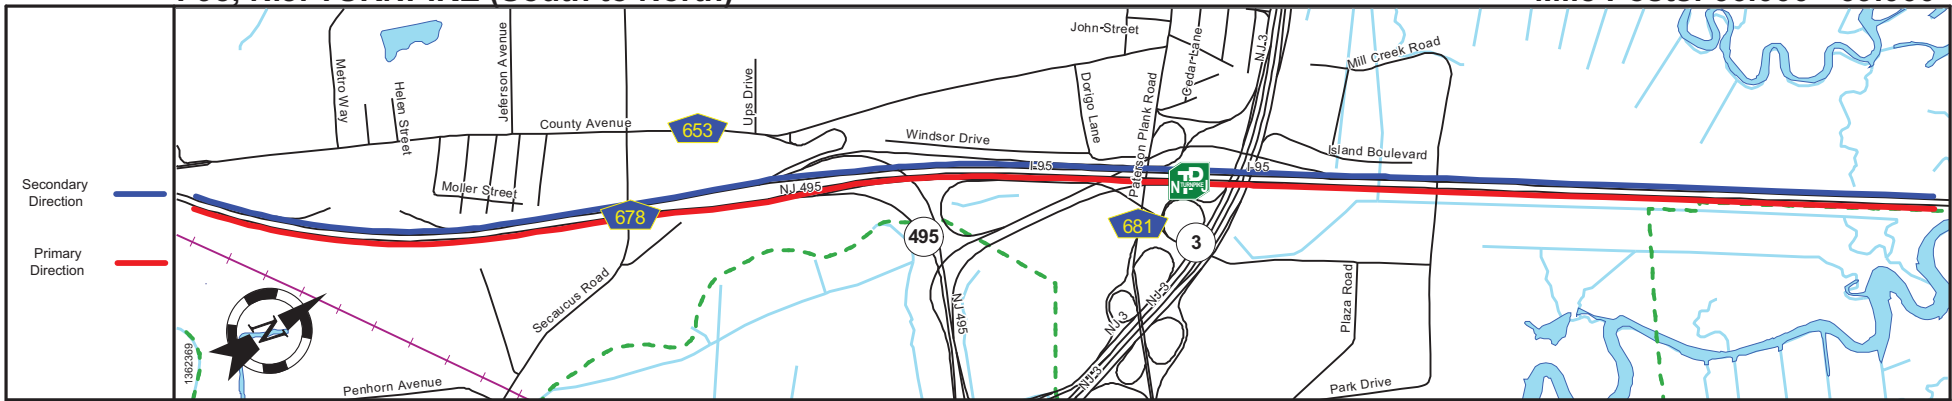 John Street
Cedar Lane
NJ 3
Mill Creek Road
Metro Way
Helen Street
Jeferson Avenue
Ups Drive
County Avenue
653
Windsor Drive
Dorigo Lane
Paterson Plank Road
Island Boulevard
I-95
I-95
Secondary
Direction
Moller Street
NJ 495
N TP
TURNPIKE
678
681
495
3
Primary
Direction
Secaucus Road
NJ 495
NJ 3
NJ 3
NJ 3
Plaza Road
N
1362369
Penhorn Avenue
Park Drive